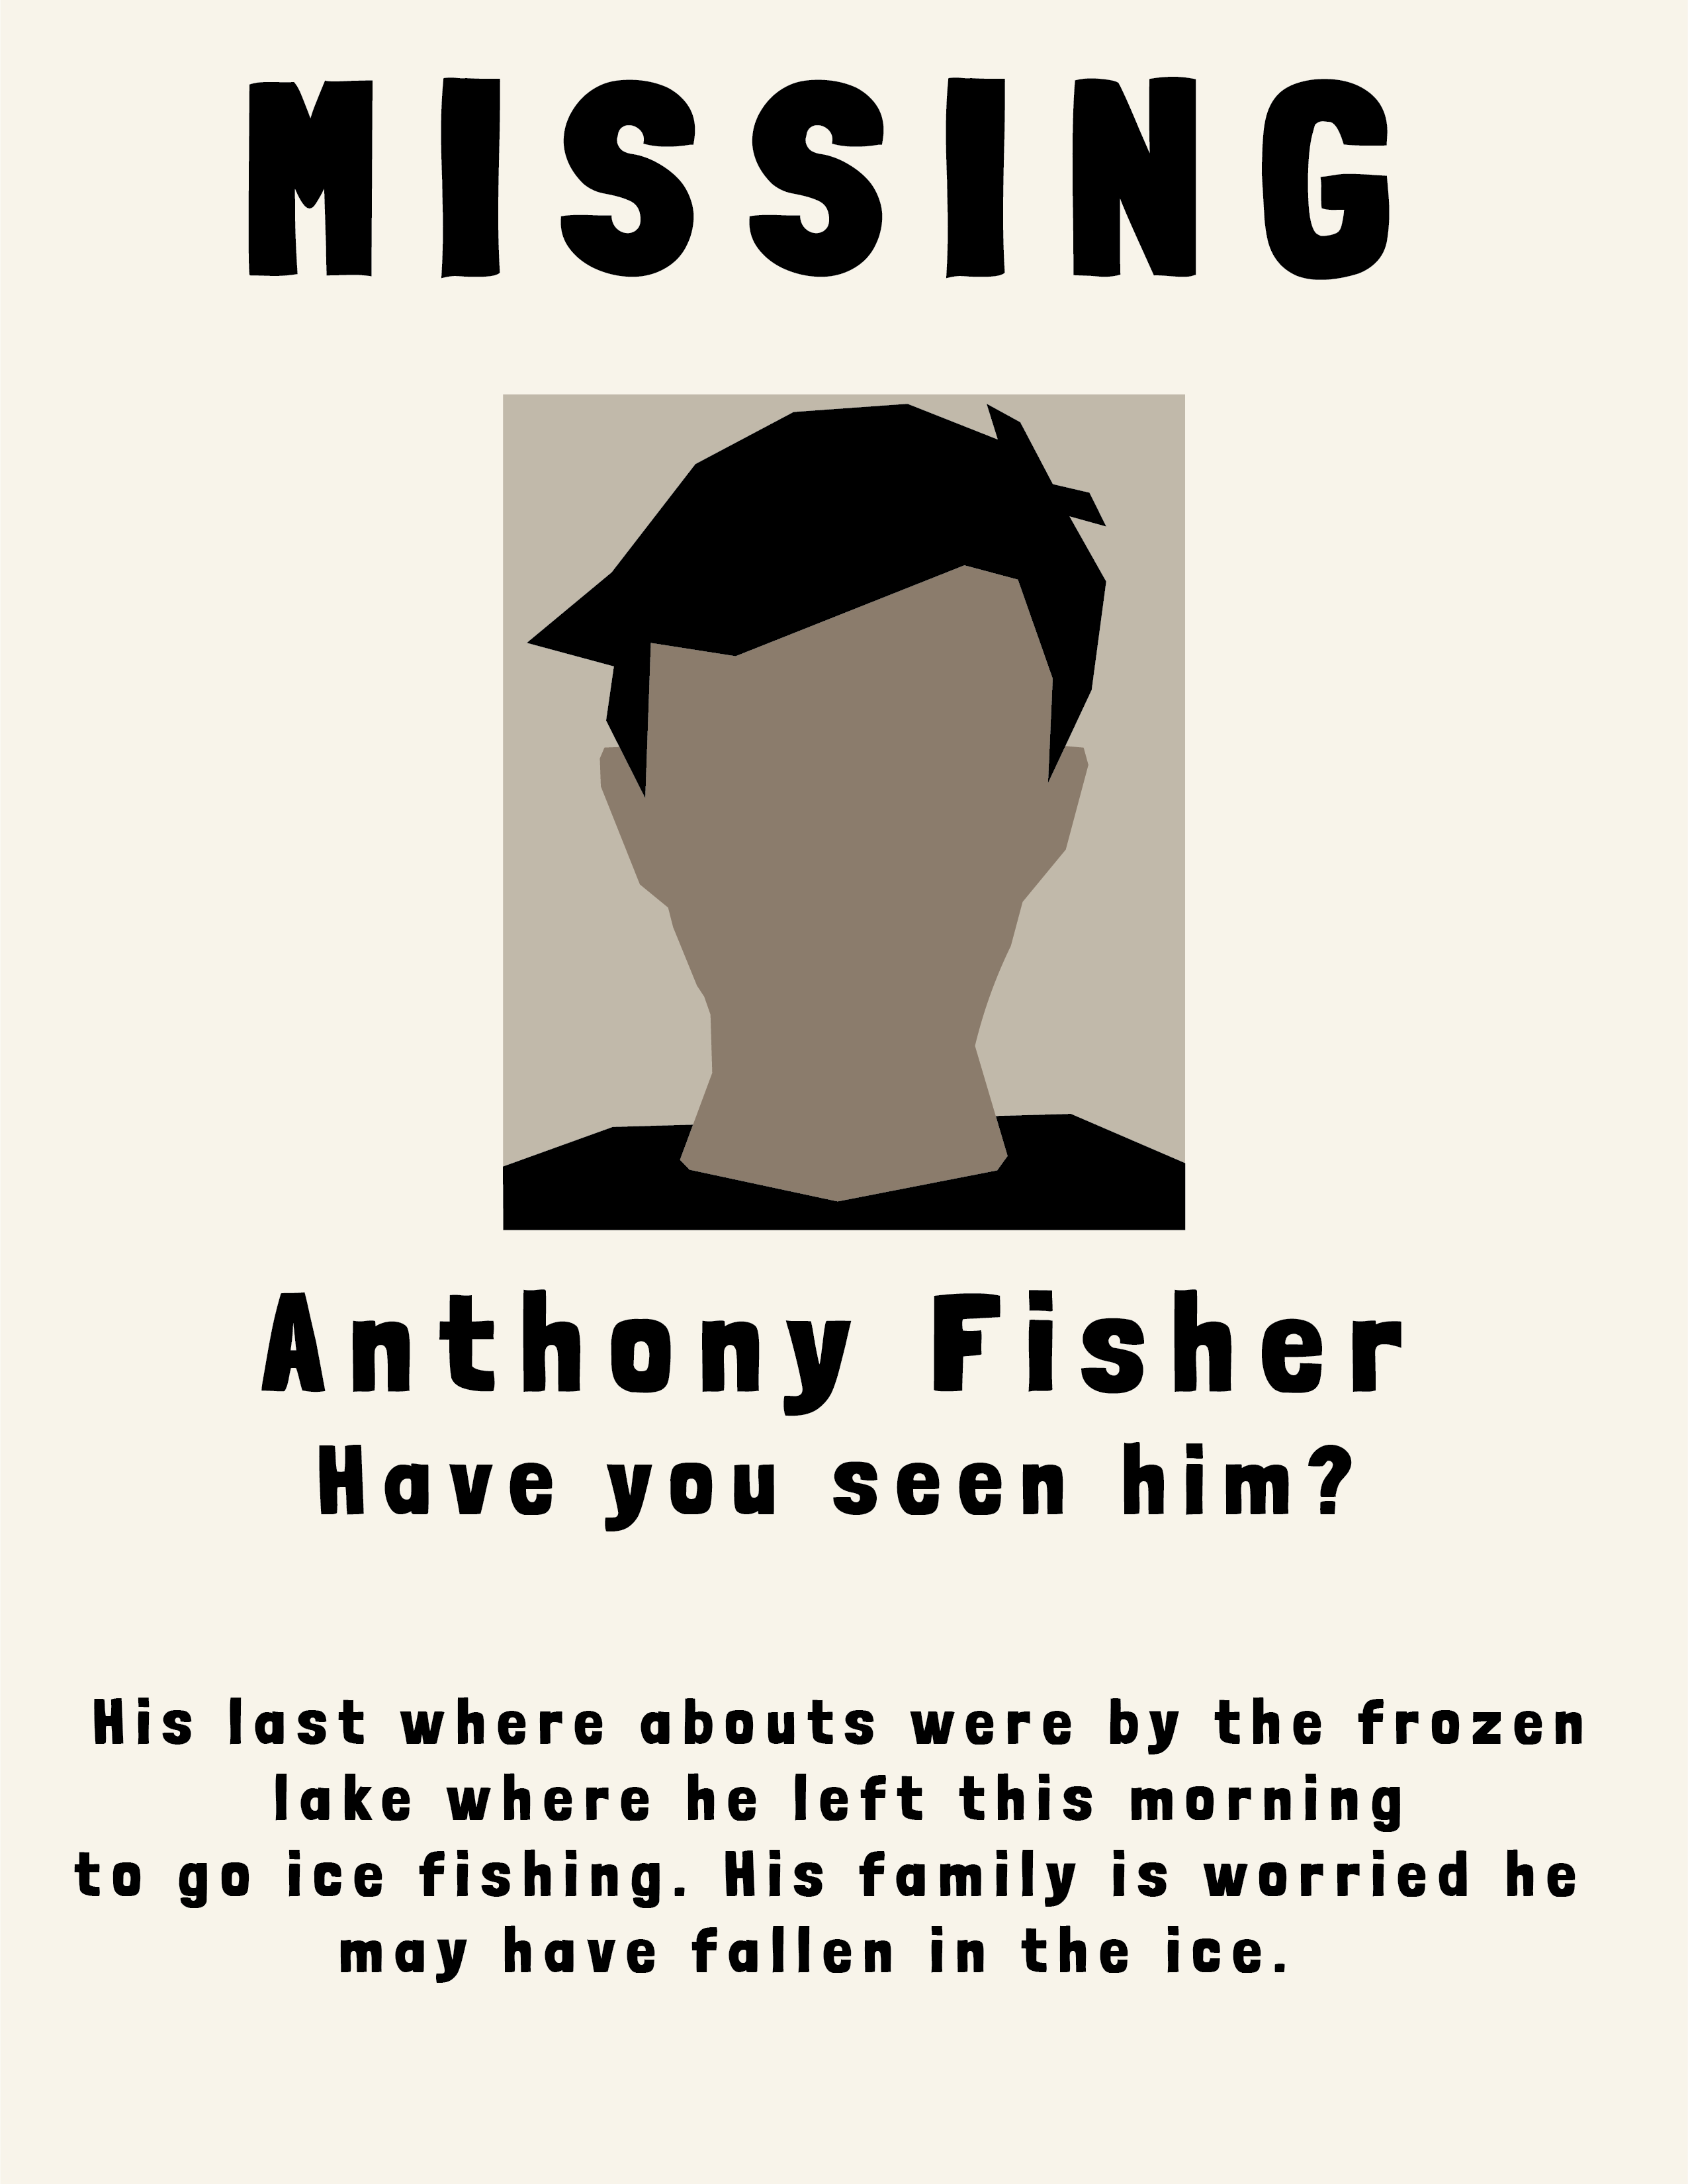 MISSING
Anthony Fisher
Have you seen him?
His last where abouts were by the frozen
lake where he left this morning
to go ice fishing. His family is worried he
may have fallen in the ice.